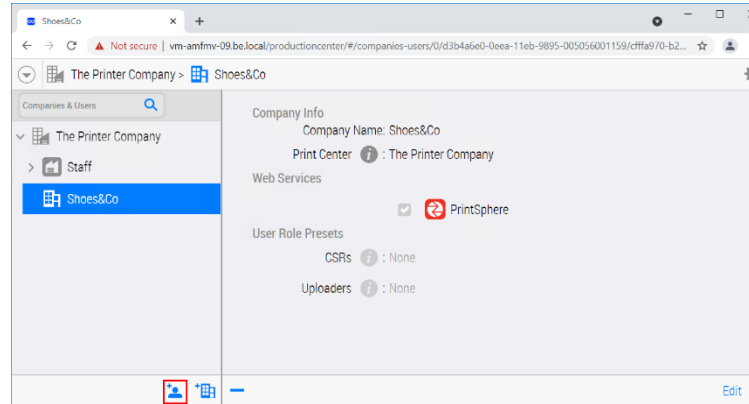 Shoes&Co
Not secure | vm-amfmv-09.be.local/productioncenter/#/companies-users/0/d3b4a6e0-0eea-11eb-9895-005056001159/cfffa970-b2...
The Printer Company > Shoes&Co
Companies & Users
The Printer Company
Staff
Shoes&Co
Company Info
Company Name: Shoes&Co
Print Center i : The Printer Company
Web Services
PrintSphere
User Role Presets
CSRs i : None
Uploaders i : None
Edit